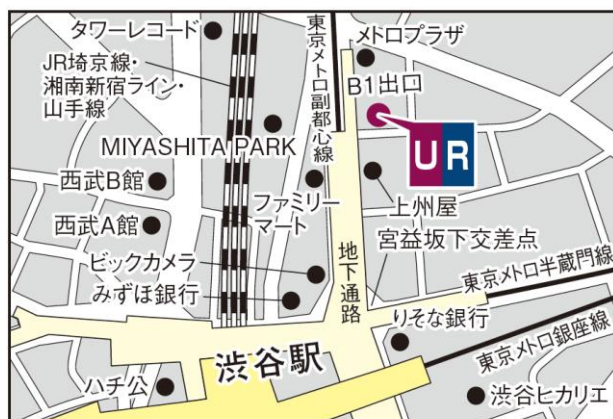 タワーレコード
JR埼京線・
湘南新宿ライン・
山手線
東京メトロ副都心線
メトロプラザ
B1出口
UR
MIYASHITA PARK
西武B館
ファミリー
マート
上州屋
西武A館
宮益坂下交差点
ビックカメラ
地下通路
みずほ銀行
東京メトロ半蔵門線
りそな銀行
渋谷駅
東京メトロ銀座線
ハチ公
渋谷ヒカリエ